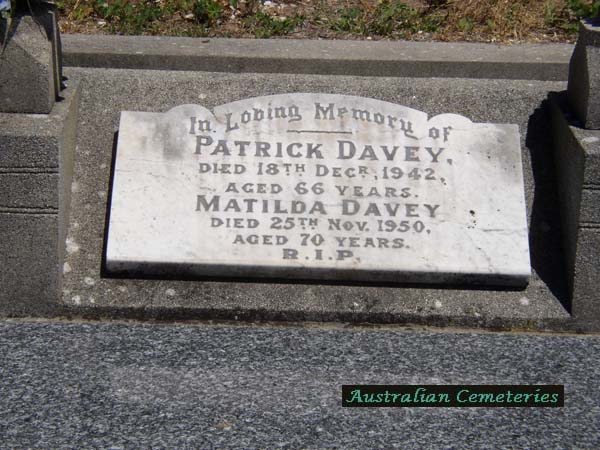 In Loving Memory of
PATRICK DAVEY,
DIED 18TH DECR, 1942,
AGED 66 YEARS.
MATILDA DAVEY
DIED 25TH NOV. 1950,
AGED 70 YEARS.
R.I.P.
Australian Cemeteries